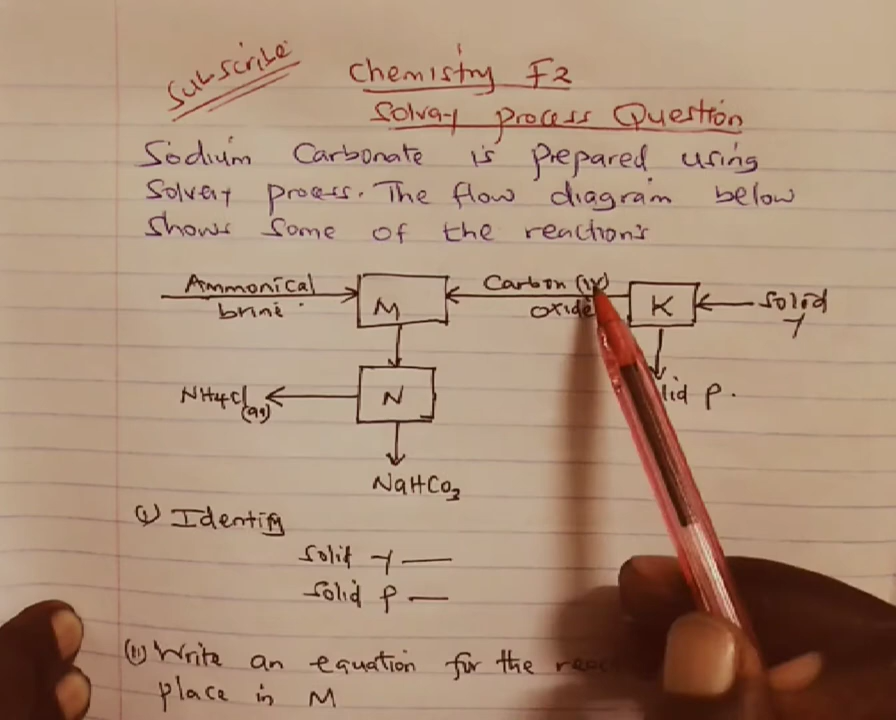 Subscribe
Chemistry F2
Solvay process Question
Sodium Carbonate is prepared using
Solvay process. The flow diagram below
shows some of the reactions
Ammonical
brine
M
Carbon (iv)
oxide
K
Solid
Y
lid P.
NH4Cl(aq)
N
NaHCO3
(i) Identify
Solid Y —
Solid P —
(ii) Write an equation for the reac
place in M